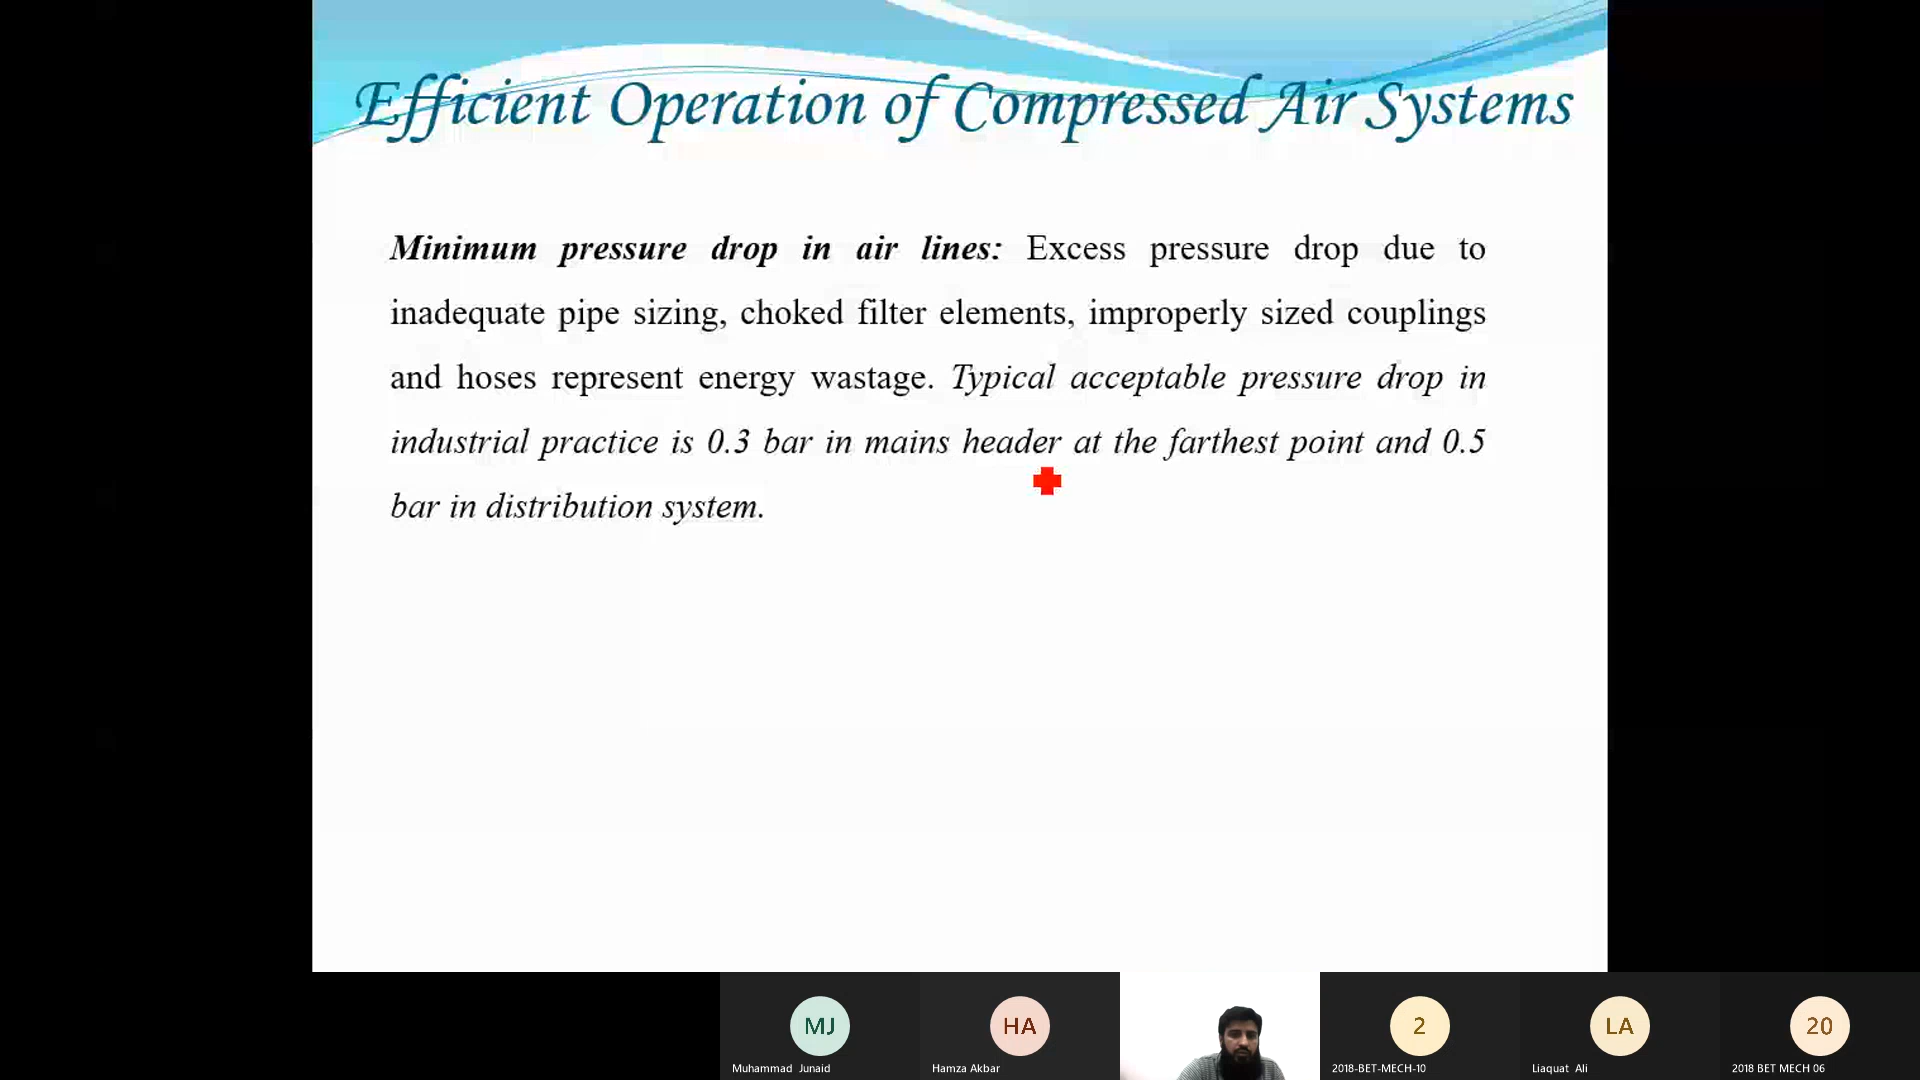 Efficient Operation of Compressed Air Systems
Minimum pressure drop in air lines: Excess pressure drop due to
inadequate pipe sizing, choked filter elements, improperly sized couplings
and hoses represent energy wastage. Typical acceptable pressure drop in
industrial practice is 0.3 bar in mains header at the farthest point and 0.5
bar in distribution system.
MJ
HA
2
LA
20
Muhammad Junaid
Hamza Akbar
2018-BET-MECH-10
Liaquat Ali
2018 BET MECH 06